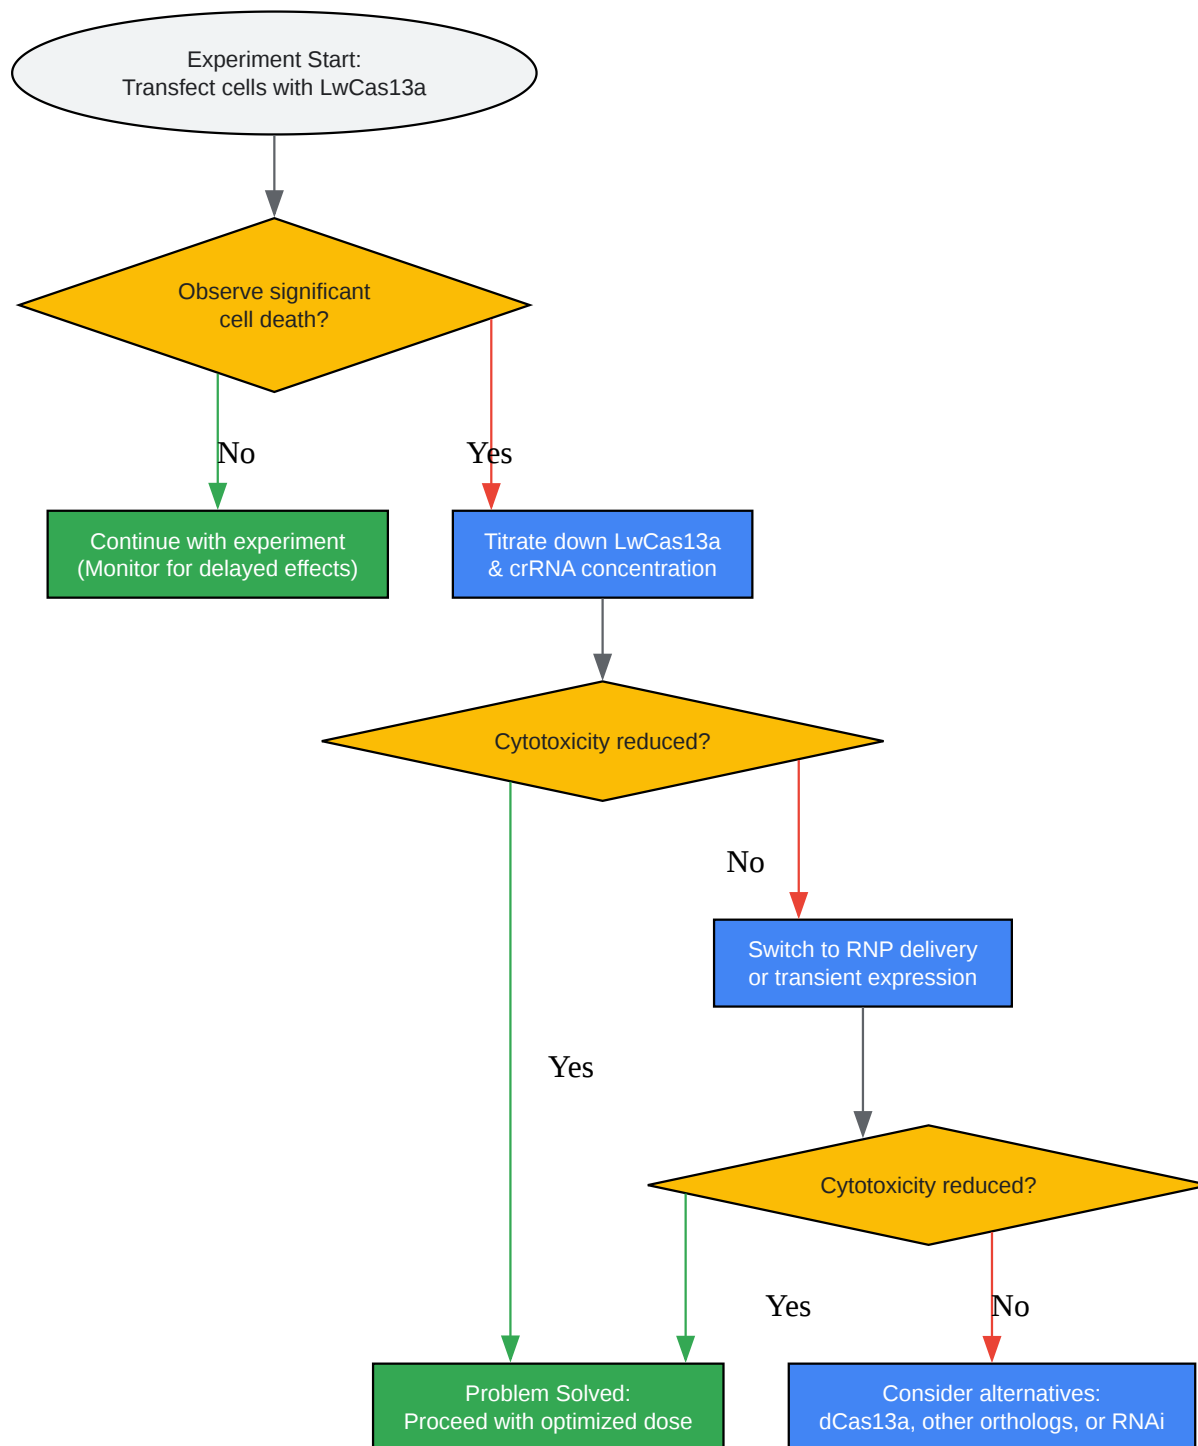 Experiment Start:
Transfect cells with LwCas13a
Observe significant
cell death?
No
Yes
Continue with experiment
(Monitor for delayed effects)
Titrate down LwCas13a
& crRNA concentration
Cytotoxicity reduced?
No
Switch to RNP delivery
or transient expression
Yes
Cytotoxicity reduced?
Yes
No
Problem Solved:
Proceed with optimized dose
Consider alternatives:
dCas13a, other orthologs, or RNAi